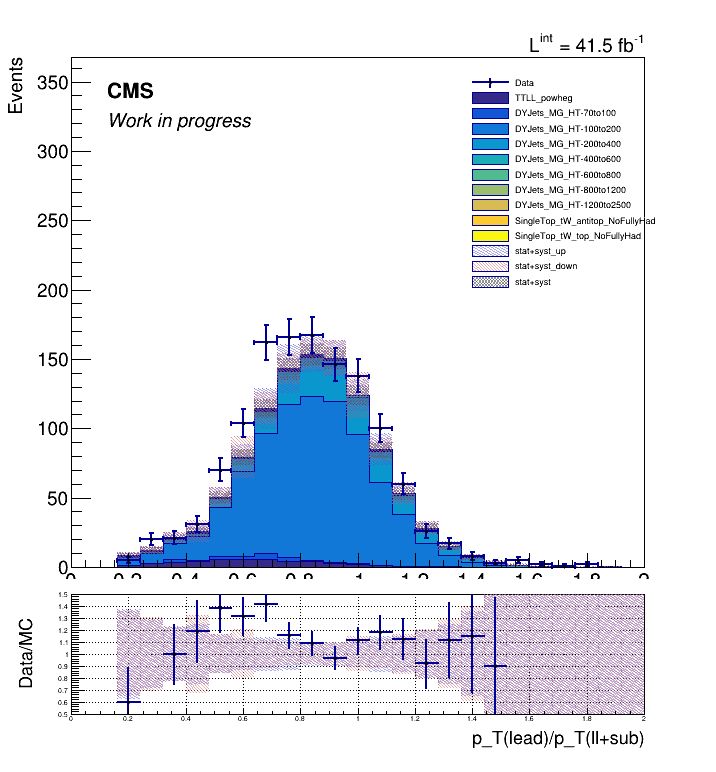 L^int = 41.5 fb^-1
Events
CMS
Work in progress
Data
TTLL_powheg
DYJets_MG_HT-70to100
DYJets_MG_HT-100to200
DYJets_MG_HT-200to400
DYJets_MG_HT-400to600
DYJets_MG_HT-600to800
DYJets_MG_HT-800to1200
DYJets_MG_HT-1200to2500
SingleTop_tW_antitop_NoFullyHad
SingleTop_tW_top_NoFullyHad
stat+syst_up
stat+syst_down
stat+syst
350
300
250
200
150
100
50
0
0 0.2 0.4 0.6 0.8 1 1.2 1.4 1.6 1.8 2
Data/MC
1.5
1.4
1.3
1.2
1.1
1
0.9
0.8
0.7
0.6
0.5
0 0.2 0.4 0.6 0.8 1 1.2 1.4 1.6 1.8 2
p_T(lead)/p_T(ll+sub)